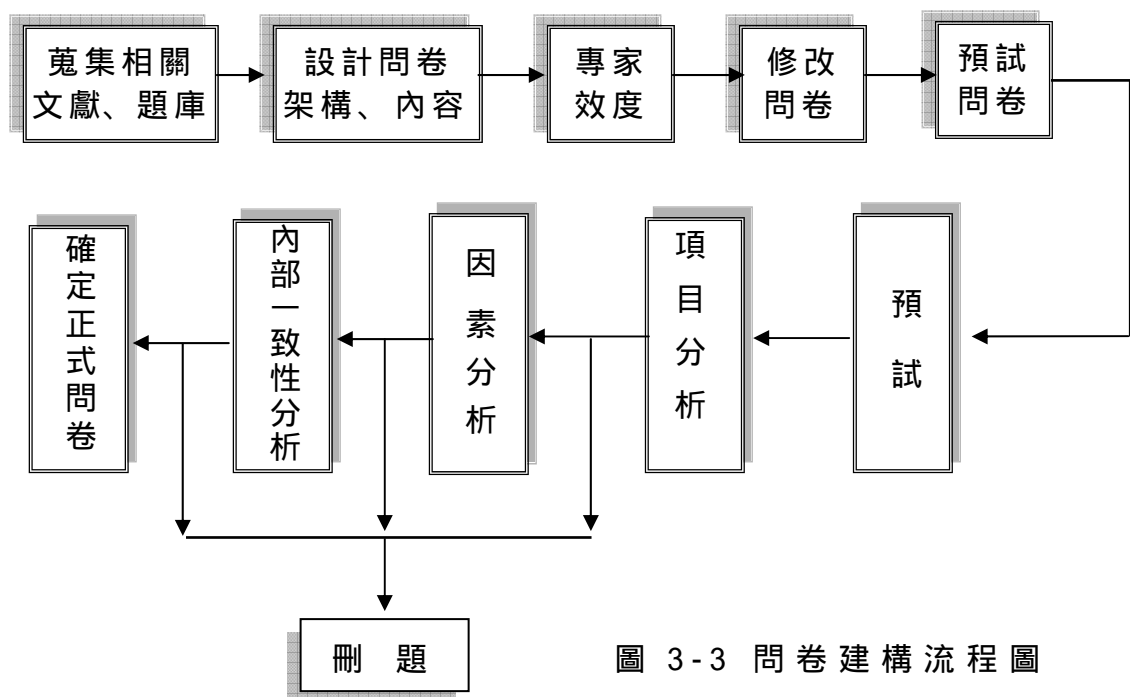 蒐集相關
文獻、題庫
設計問卷
架構、內容
專家
效度
修改
問卷
預試
問卷
預試
項目分析
因素分析
內部一致性分析
確定正式問卷
刪 題
圖 3-3 問卷建構流程圖